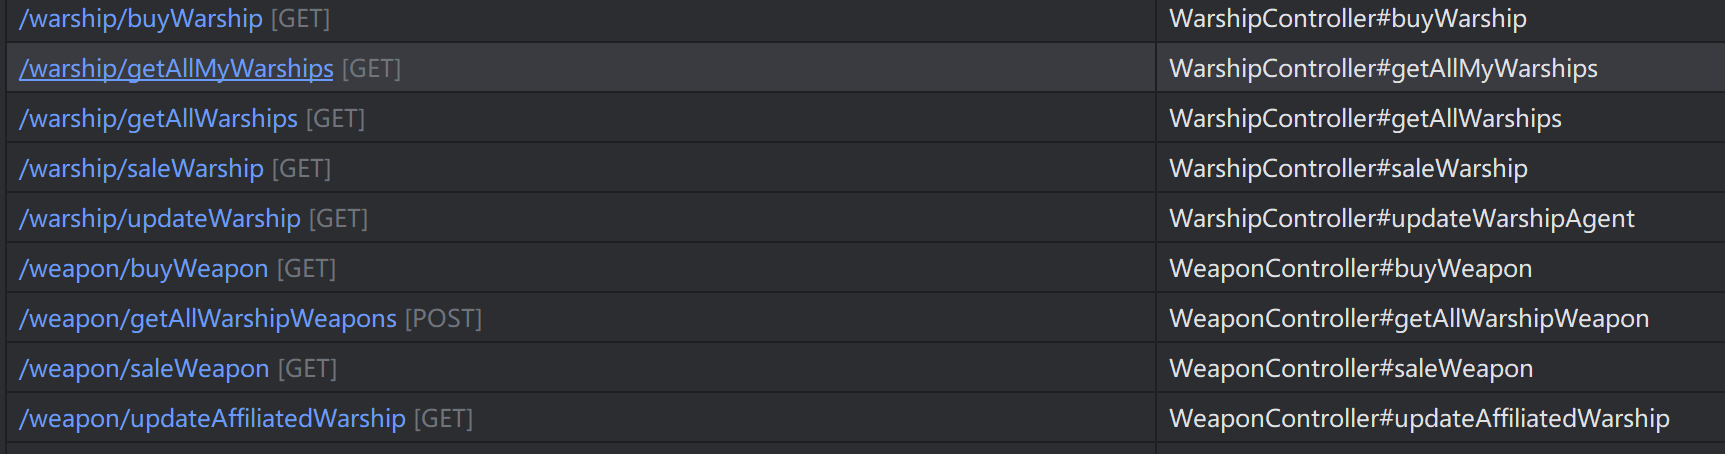 /warship/buyWarship [GET] WarshipController#buyWarship
/warship/getAllMyWarships [GET] WarshipController#getAllMyWarships
/warship/getAllWarships [GET] WarshipController#getAllWarships
/warship/saleWarship [GET] WarshipController#saleWarship
/warship/updateWarship [GET] WarshipController#updateWarshipAgent
/weapon/buyWeapon [GET] WeaponController#buyWeapon
/weapon/getAllWarshipWeapons [POST] WeaponController#getAllWarshipWeapon
/weapon/saleWeapon [GET] WeaponController#saleWeapon
/weapon/updateAffiliatedWarship [GET] WeaponController#updateAffiliatedWarship